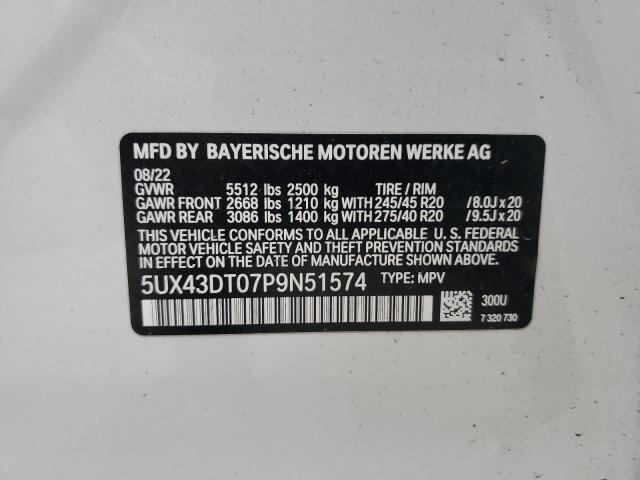 MFD BY BAYERISCHE MOTOREN WERKE AG
08/22
GVWR 5512 lbs 2500 kg TIRE / RIM
GAWR FRONT 2668 lbs 1210 kg WITH 245/45 R20 /8.0J x 20
GAWR REAR 3086 lbs 1400 kg WITH 275/40 R20 /9.5J x 20
THIS VEHICLE CONFORMS TO ALL APPLICABLE U. S. FEDERAL
MOTOR VEHICLE SAFETY AND THEFT PREVENTION STANDARDS
IN EFFECT ON THE DATE OF MANUFACTURE SHOWN ABOVE.
5UX43DT07P9N51574 TYPE: MPV
300U
7 320 730